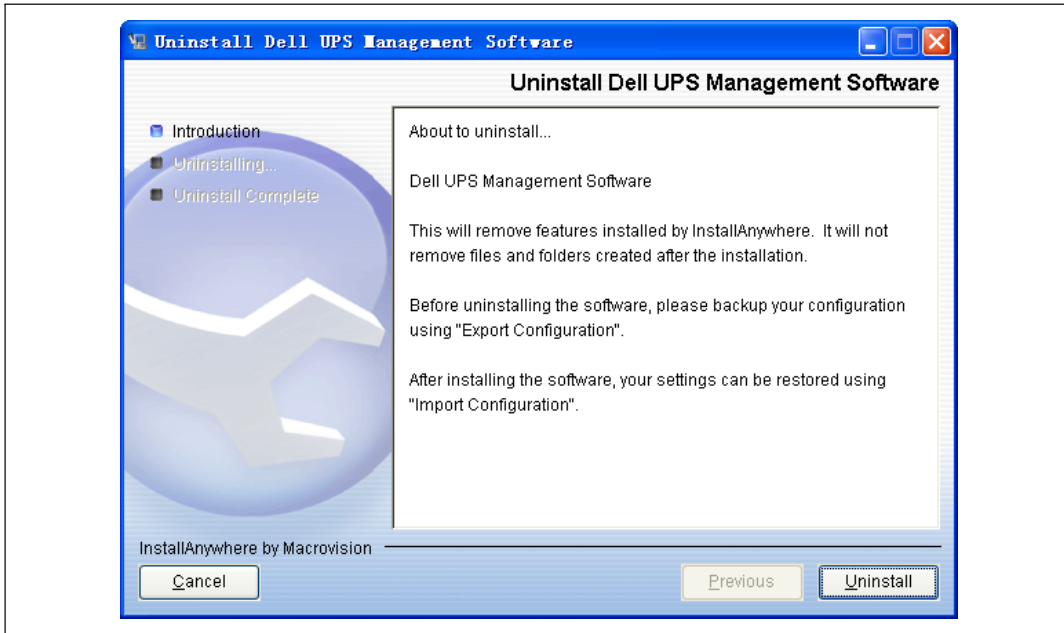 Uninstall Dell UPS Management Software
Uninstall Dell UPS Management Software
Introduction
Uninstalling...
Uninstall Complete
About to uninstall...
Dell UPS Management Software
This will remove features installed by InstallAnywhere. It will not
remove files and folders created after the installation.
Before uninstalling the software, please backup your configuration
using "Export Configuration".
After installing the software, your settings can be restored using
"Import Configuration".
InstallAnywhere by Macrovision
Cancel
Previous
Uninstall